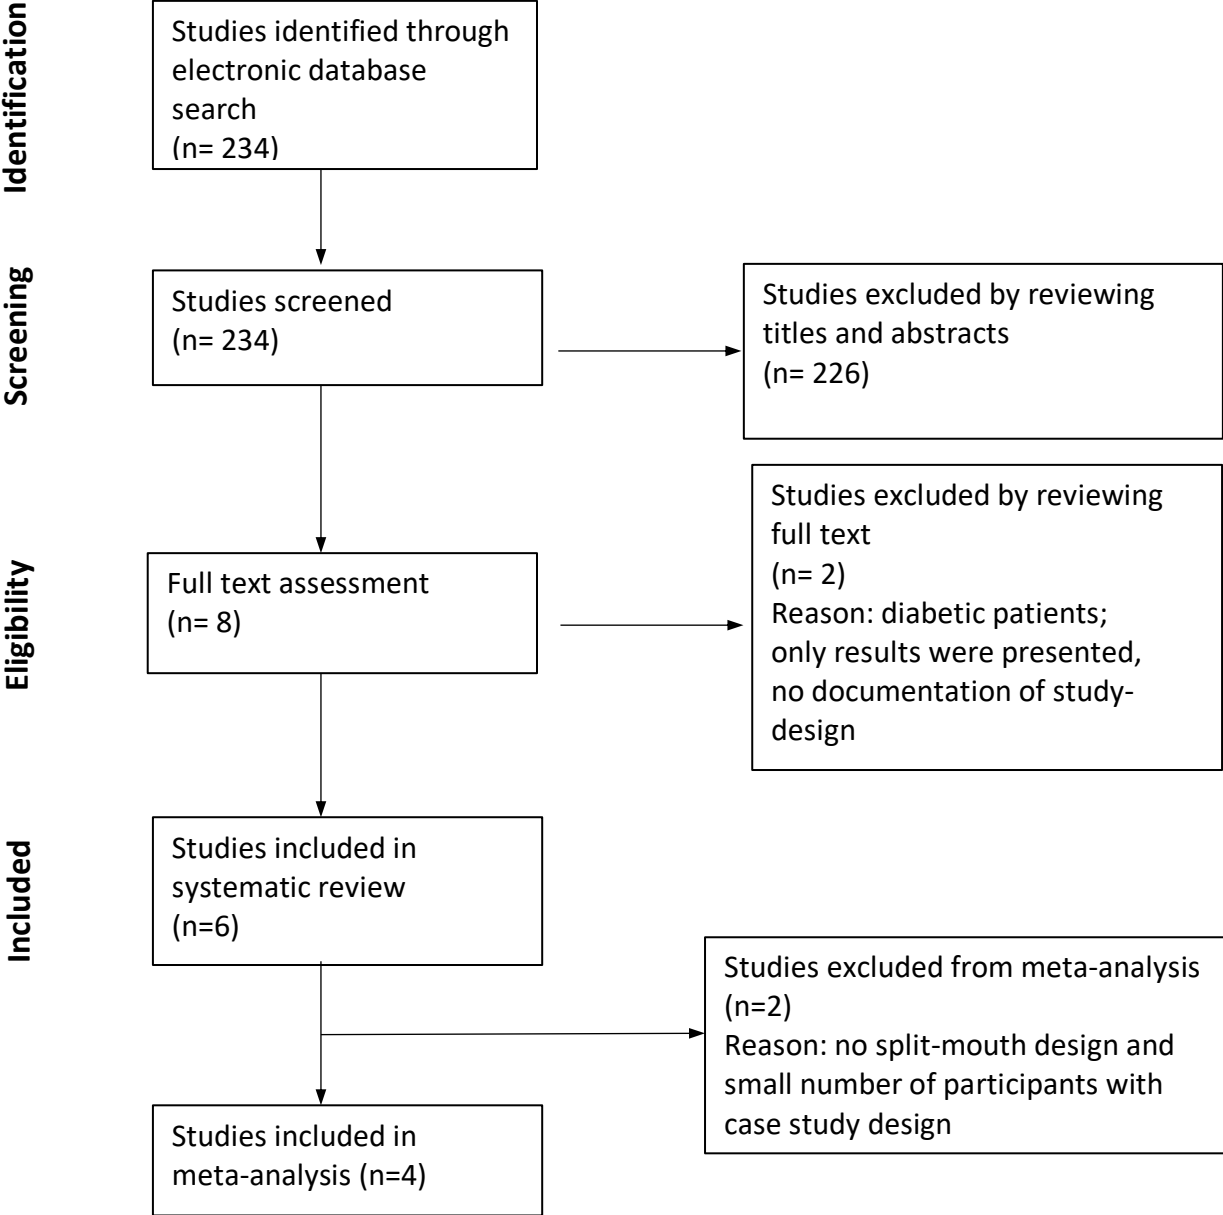 Identification
Studies identified through
electronic database
search
(n= 234)
Screening
Studies screened
(n= 234)
Studies excluded by reviewing
titles and abstracts
(n= 226)
Eligibility
Full text assessment
(n= 8)
Studies excluded by reviewing
full text
(n= 2)
Reason: diabetic patients;
only results were presented,
no documentation of study-
design
Included
Studies included in
systematic review
(n=6)
Studies excluded from meta-analysis
(n=2)
Reason: no split-mouth design and
small number of participants with
case study design
Studies included in
meta-analysis (n=4)